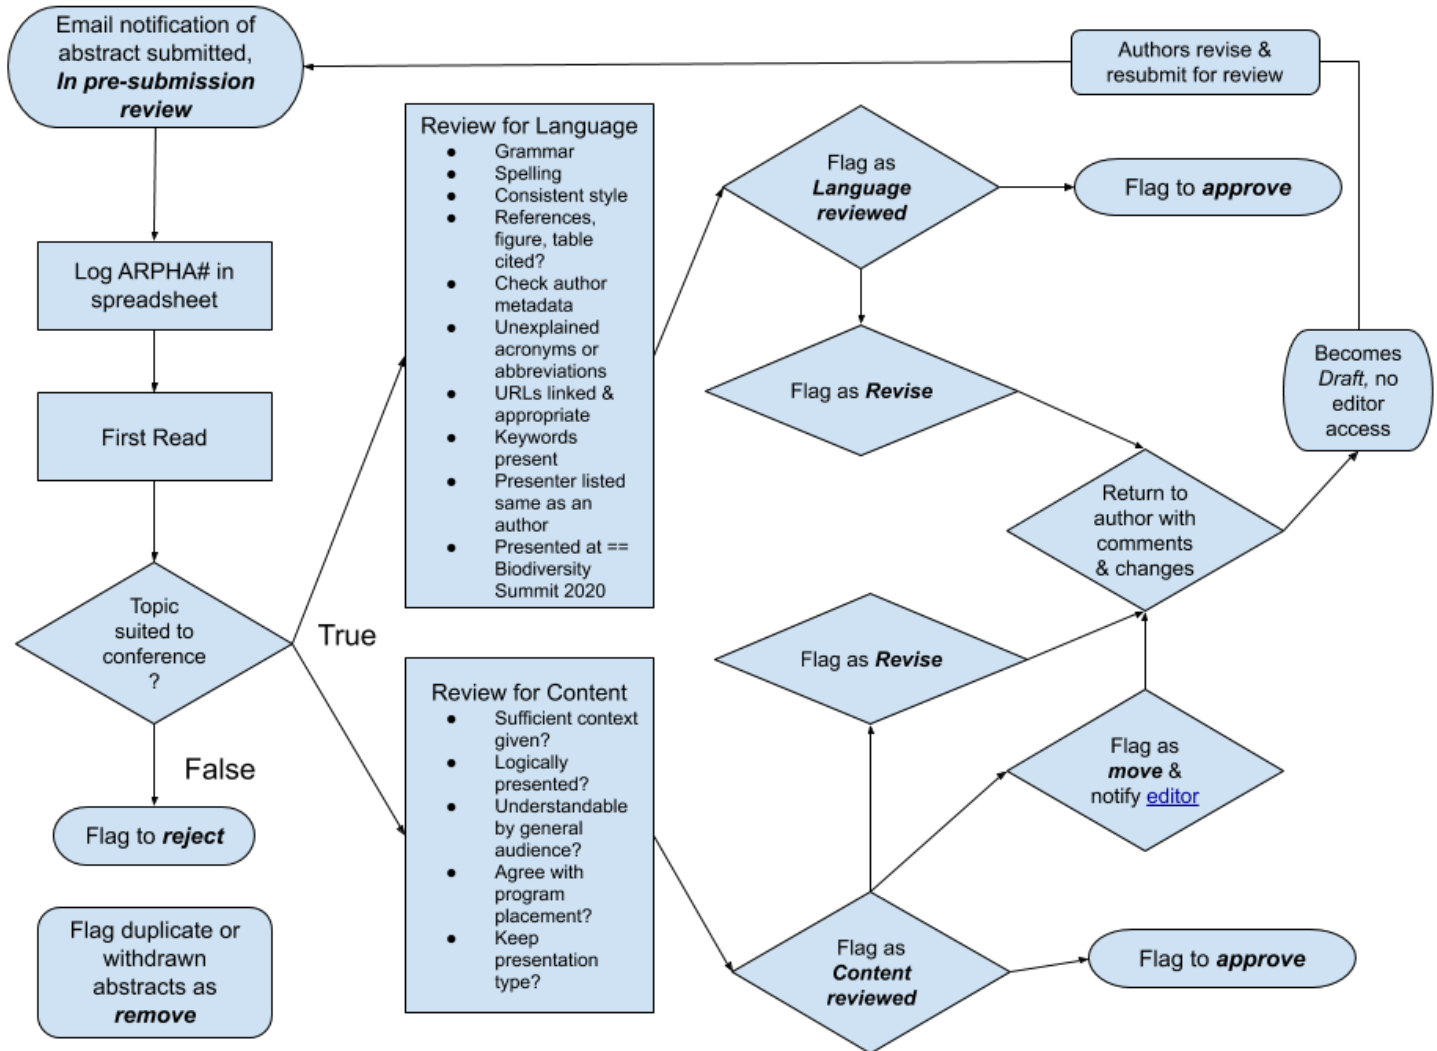 Email notification of
abstract submitted,
In pre-submission
review
Log ARPHA# in
spreadsheet
First Read
Topic
suited to
conference
?
True
False
Flag to reject
Flag duplicate or
withdrawn
abstracts as
remove
Review for Language
● Grammar
● Spelling
● Consistent style
● References,
figure, table
cited?
● Check author
metadata
● Unexplained
acronyms or
abbreviations
● URLs linked &
appropriate
● Keywords
present
● Presenter listed
same as an
author
● Presented at ==
Biodiversity
Summit 2020
Review for Content
● Sufficient context
given?
● Logically
presented?
● Understandable
by general
audience?
● Agree with
program
placement?
● Keep
presentation
type?
Flag as
Language
reviewed
Flag to approve
Flag as Revise
Return to
author with
comments
& changes
Becomes
Draft, no
editor
access
Authors revise &
resubmit for review
Flag as Revise
Flag as
move &
notify editor
Flag as
Content
reviewed
Flag to approve